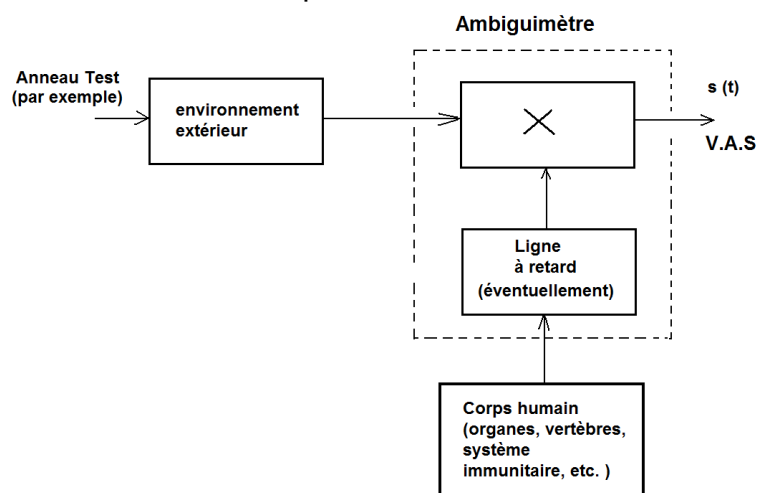 Ambiguimètre
Anneau Test
(par exemple)
environnement
extérieur
s (t)
V.A.S
Ligne
à retard
(éventuellement)
Corps humain
(organes, vertèbres,
système
immunitaire, etc. )